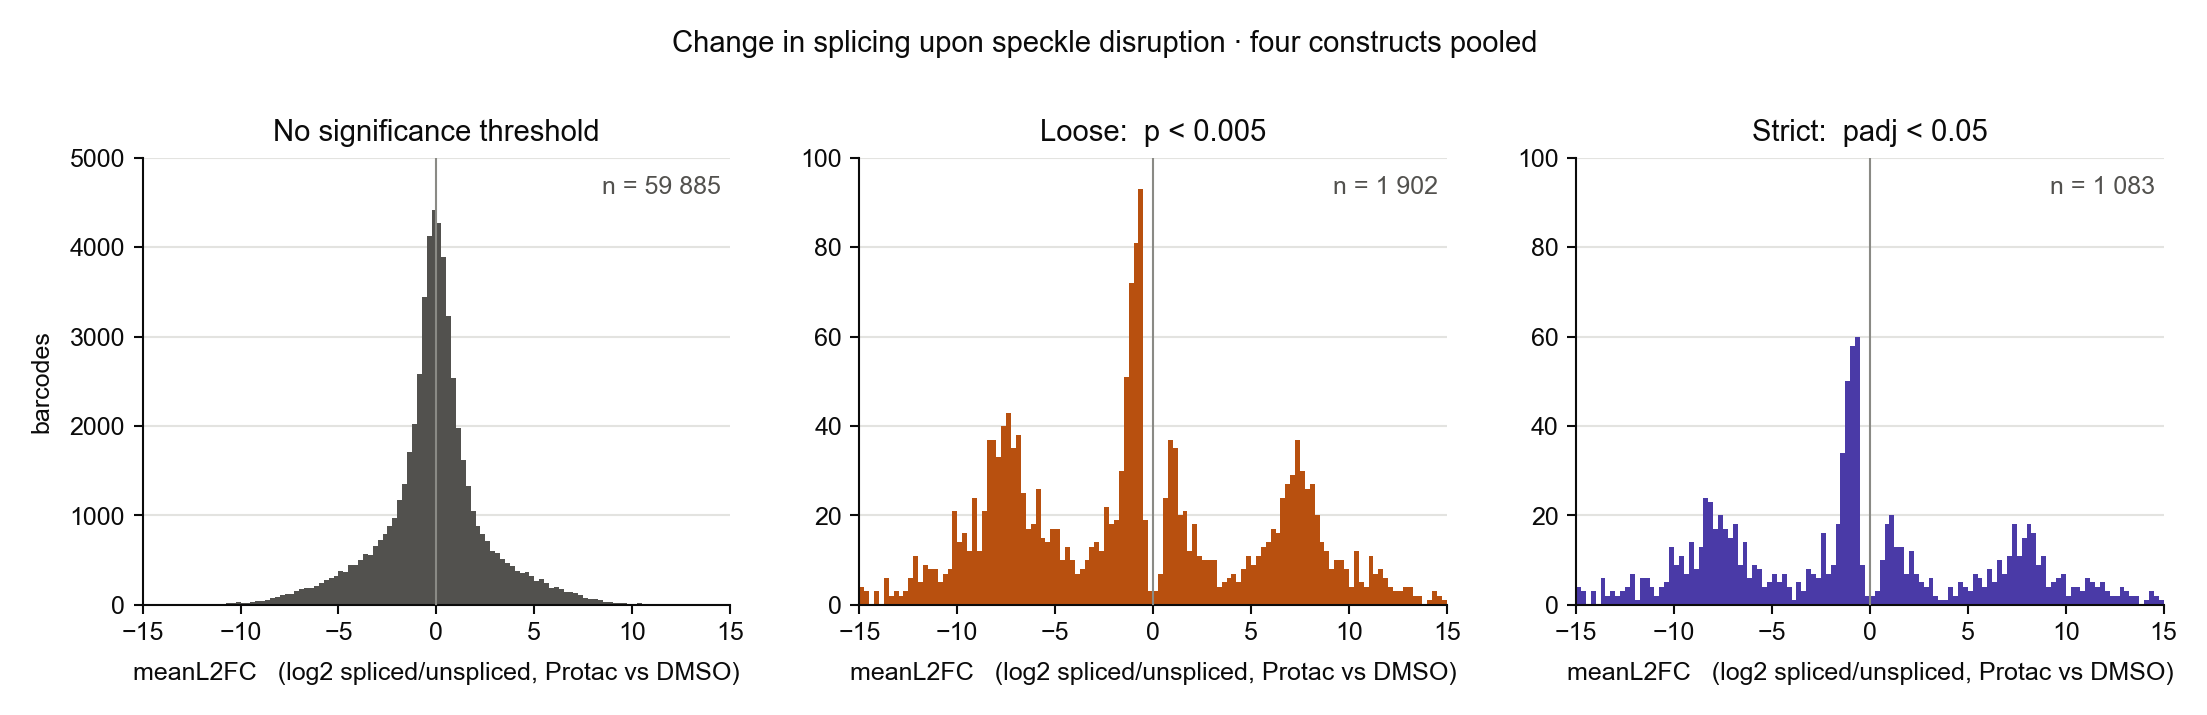 Change in splicing upon speckle disruption · four constructs pooled
No significance threshold
n = 59 885
barcodes
5000
4000
3000
2000
1000
0
−15 −10 −5 0 5 10 15
meanL2FC (log2 spliced/unspliced, Protac vs DMSO)
Loose: p < 0.005
n = 1 902
100
80
60
40
20
0
−15 −10 −5 0 5 10 15
meanL2FC (log2 spliced/unspliced, Protac vs DMSO)
Strict: padj < 0.05
n = 1 083
100
80
60
40
20
0
−15 −10 −5 0 5 10 15
meanL2FC (log2 spliced/unspliced, Protac vs DMSO)